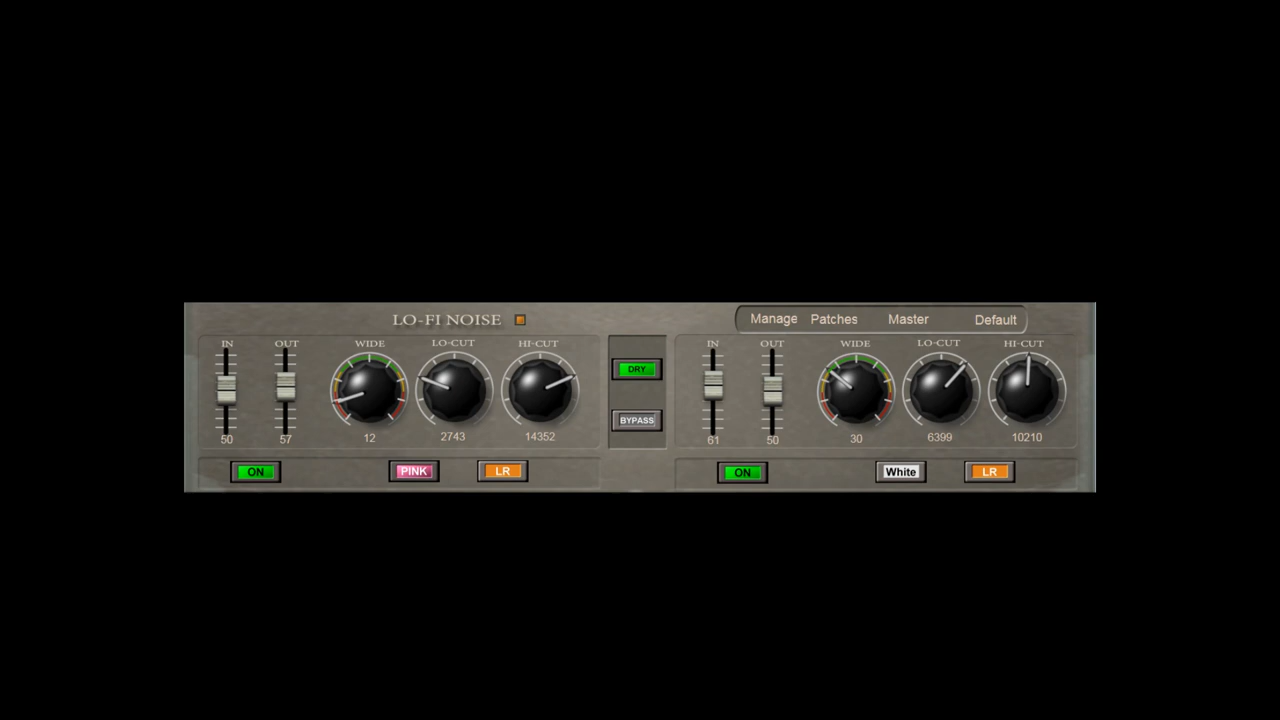 LO-FI NOISE
Manage Patches Master Default
IN OUT WIDE LO-CUT HI-CUT
DRY
BYPASS
50 57 12 2743 14352
ON PINK LR
IN OUT WIDE LO-CUT HI-CUT
61 50 30 6399 10210
ON White LR